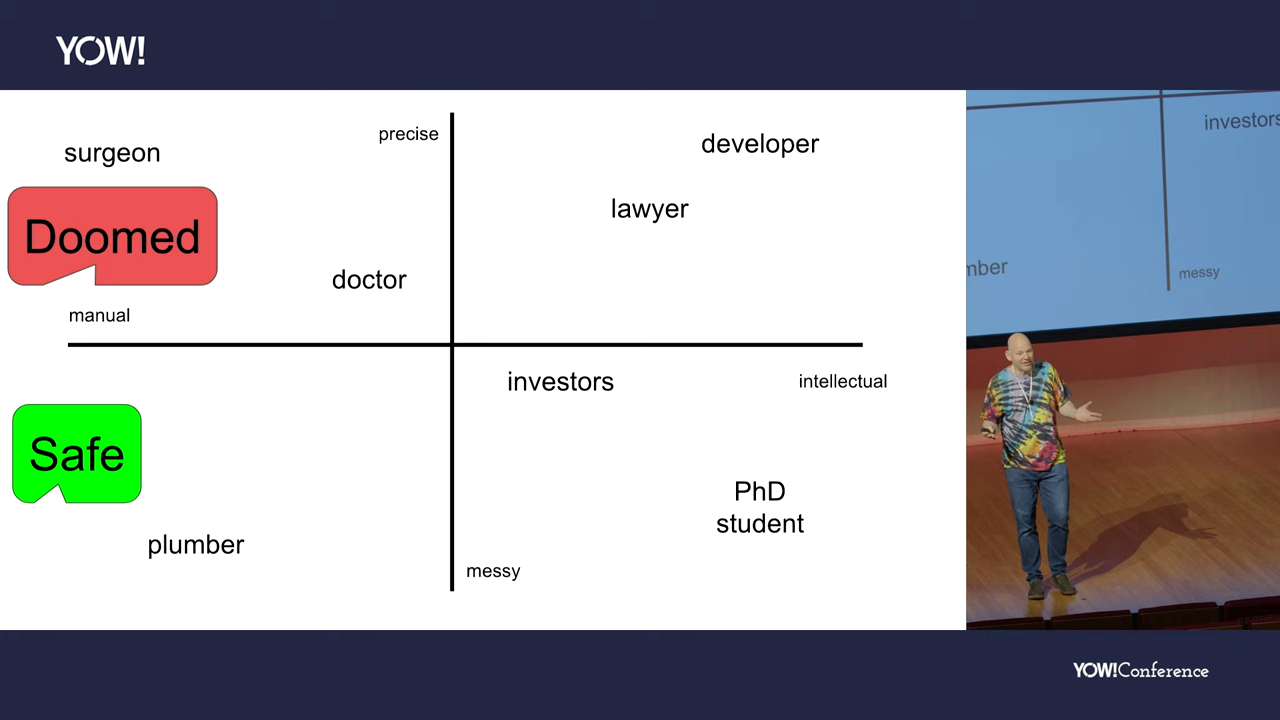 YOW!
surgeon
precise
developer
Doomed
lawyer
doctor
manual
investors
intellectual
Safe
PhD
student
plumber
messy
investors
mber
messy
YOW!Conference